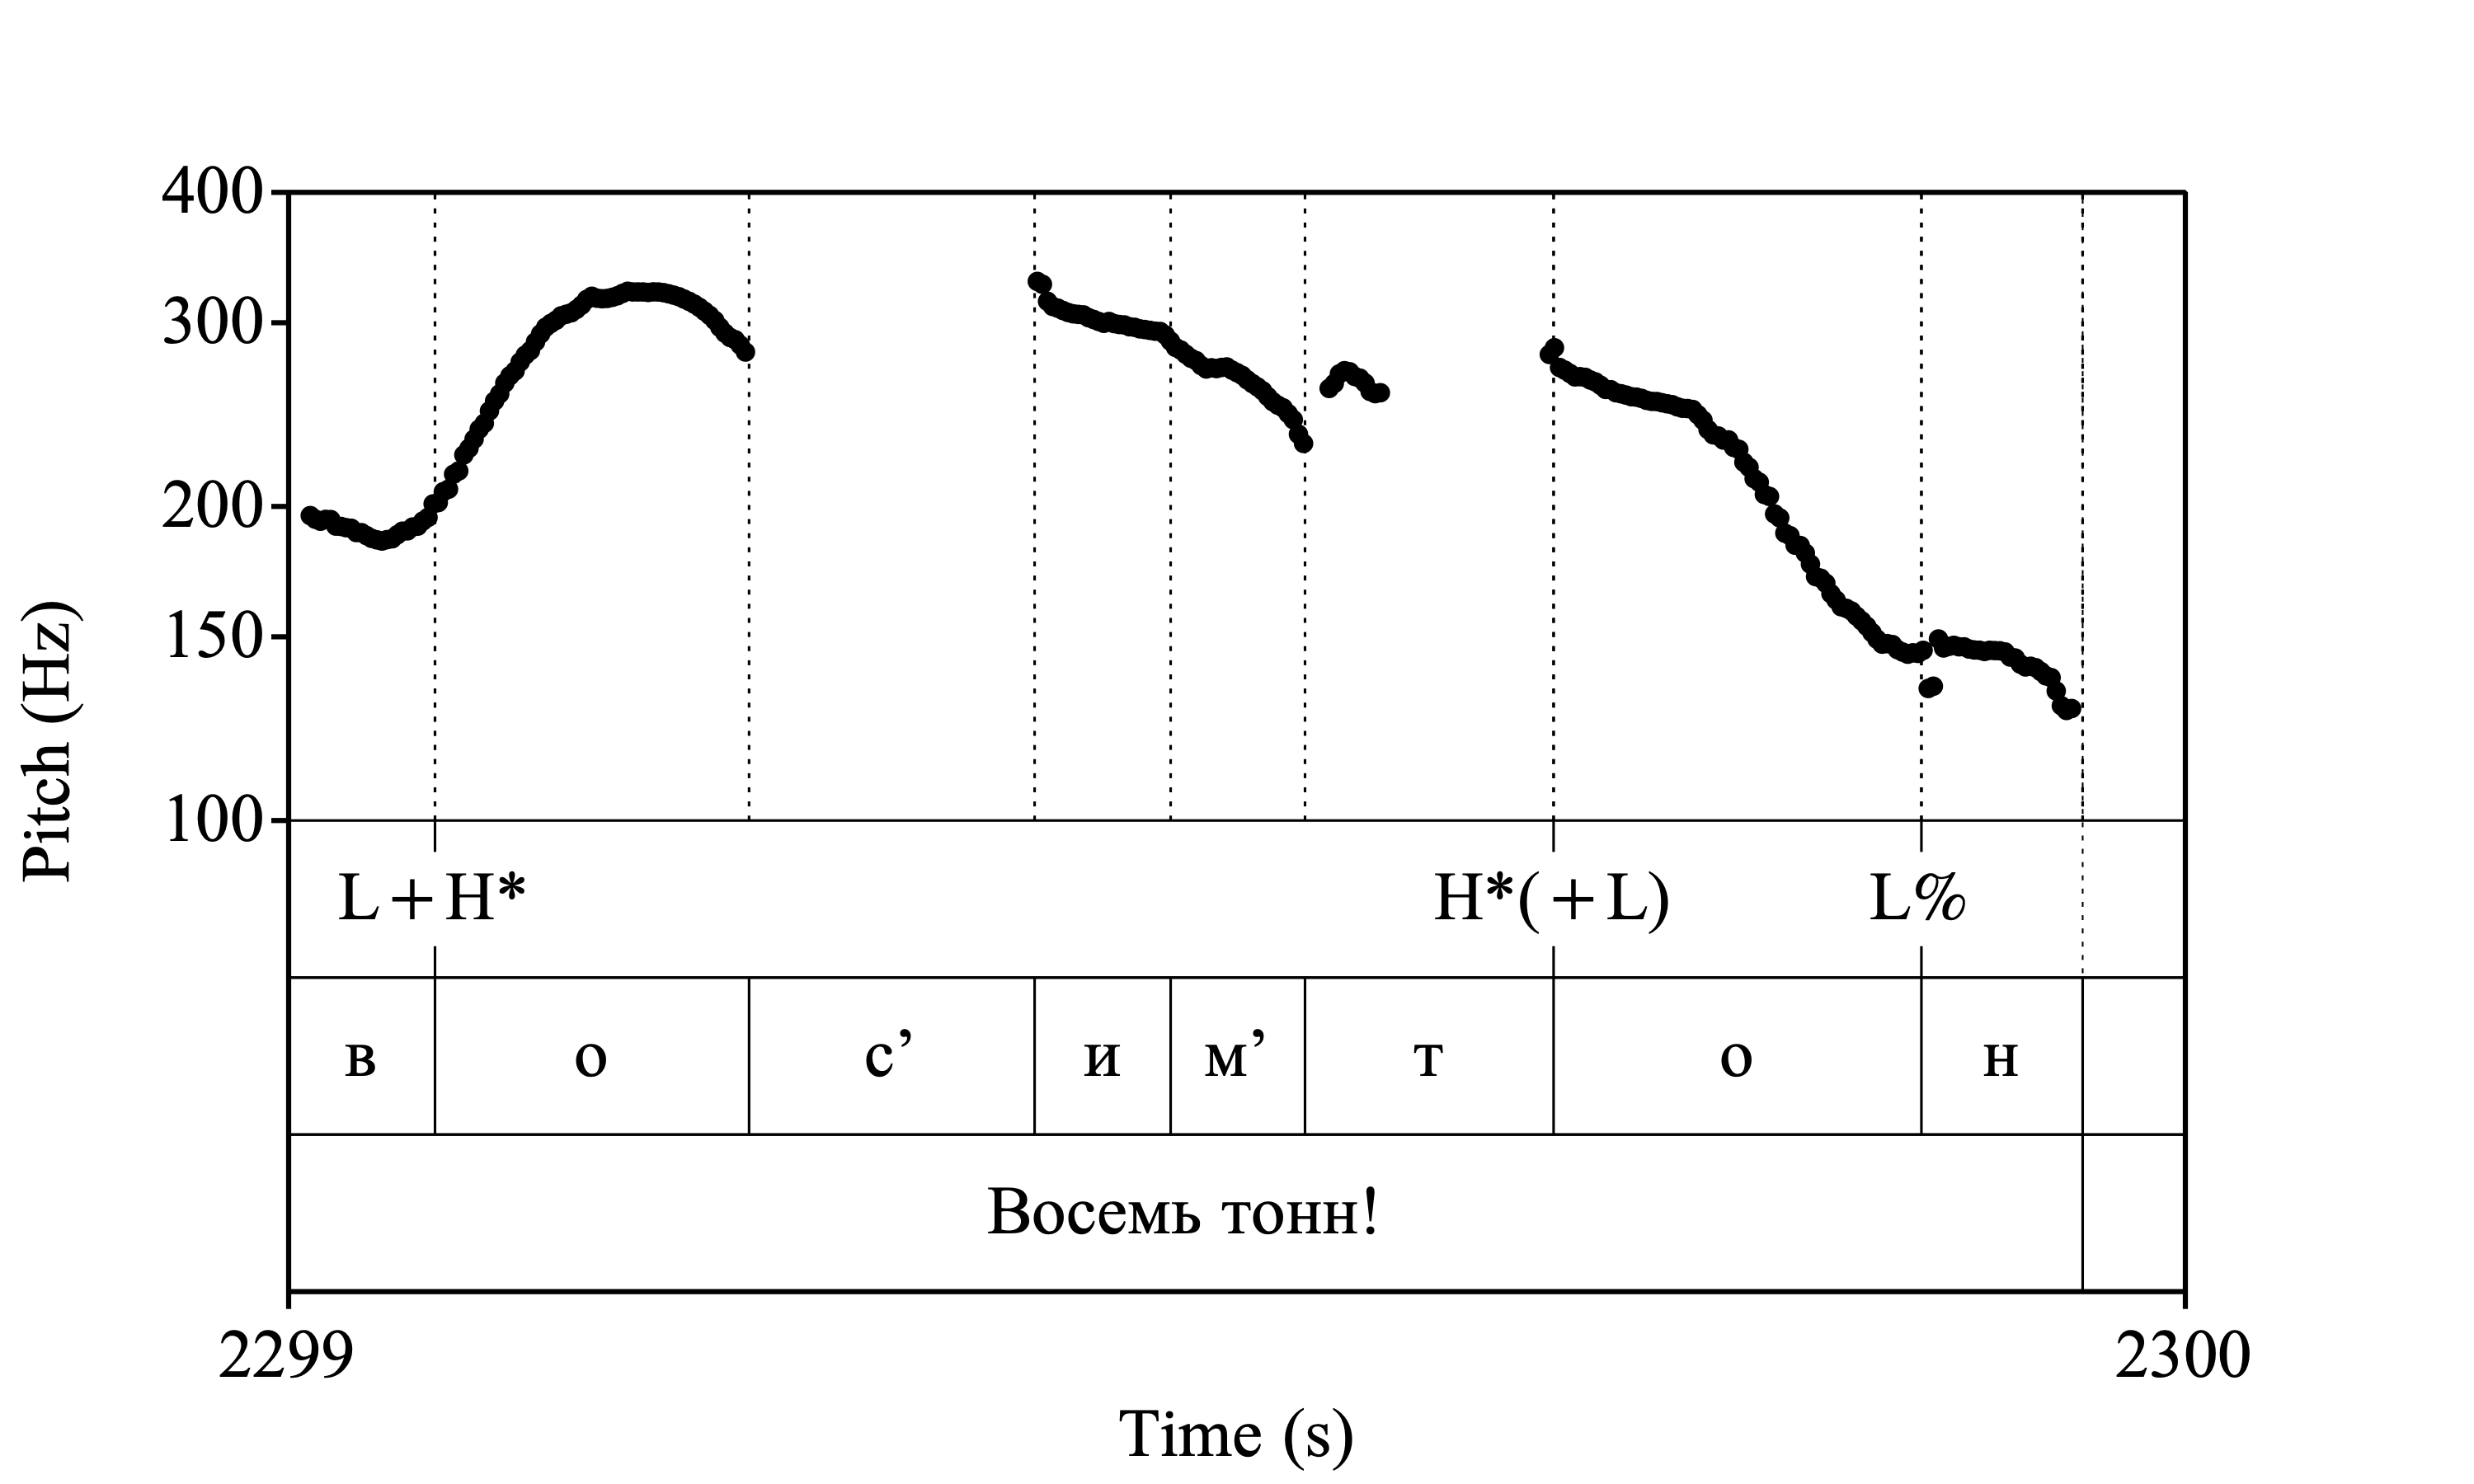 400
300
200
150
100
Pitch (Hz)
L+H* H*(+L) L%
в о с’ и м’ т о н
Восемь тонн!
2299 2300
Time (s)